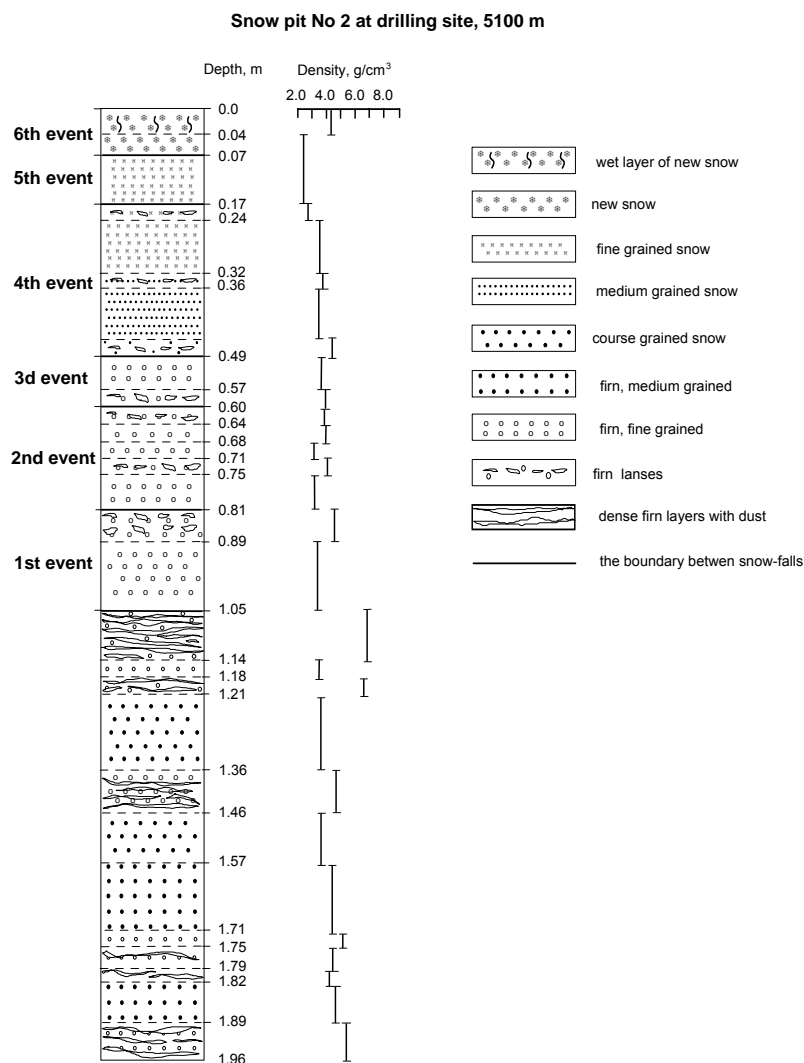 Snow pit No 2 at drilling site, 5100 m
Depth, m
Density, g/cm³
2.0 4.0 6.0 8.0
0.0
6th event
0.04
0.07
5th event
0.17
0.24
0.32
4th event
0.36
0.49
3d event
0.57
0.60
0.64
0.68
2nd event
0.71
0.75
0.81
0.89
1st event
1.05
1.14
1.18
1.21
1.36
1.46
1.57
1.71
1.75
1.79
1.82
1.89
1.96
wet layer of new snow
new snow
fine grained snow
medium grained snow
course grained snow
firn, medium grained
firn, fine grained
firn lanses
dense firn layers with dust
the boundary betwen snow-falls